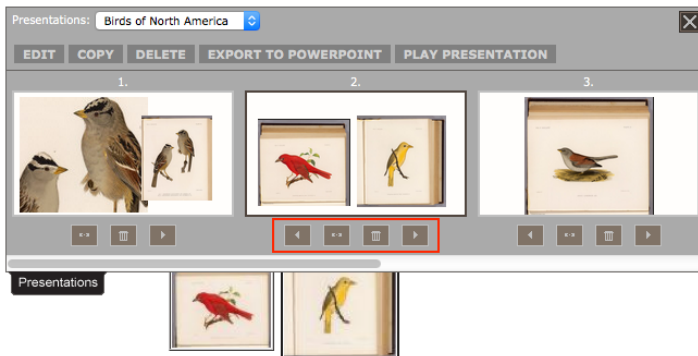 Presentations: Birds of North America
EDIT COPY DELETE EXPORT TO POWERPOINT PLAY PRESENTATION
1. 2. 3.
Presentations